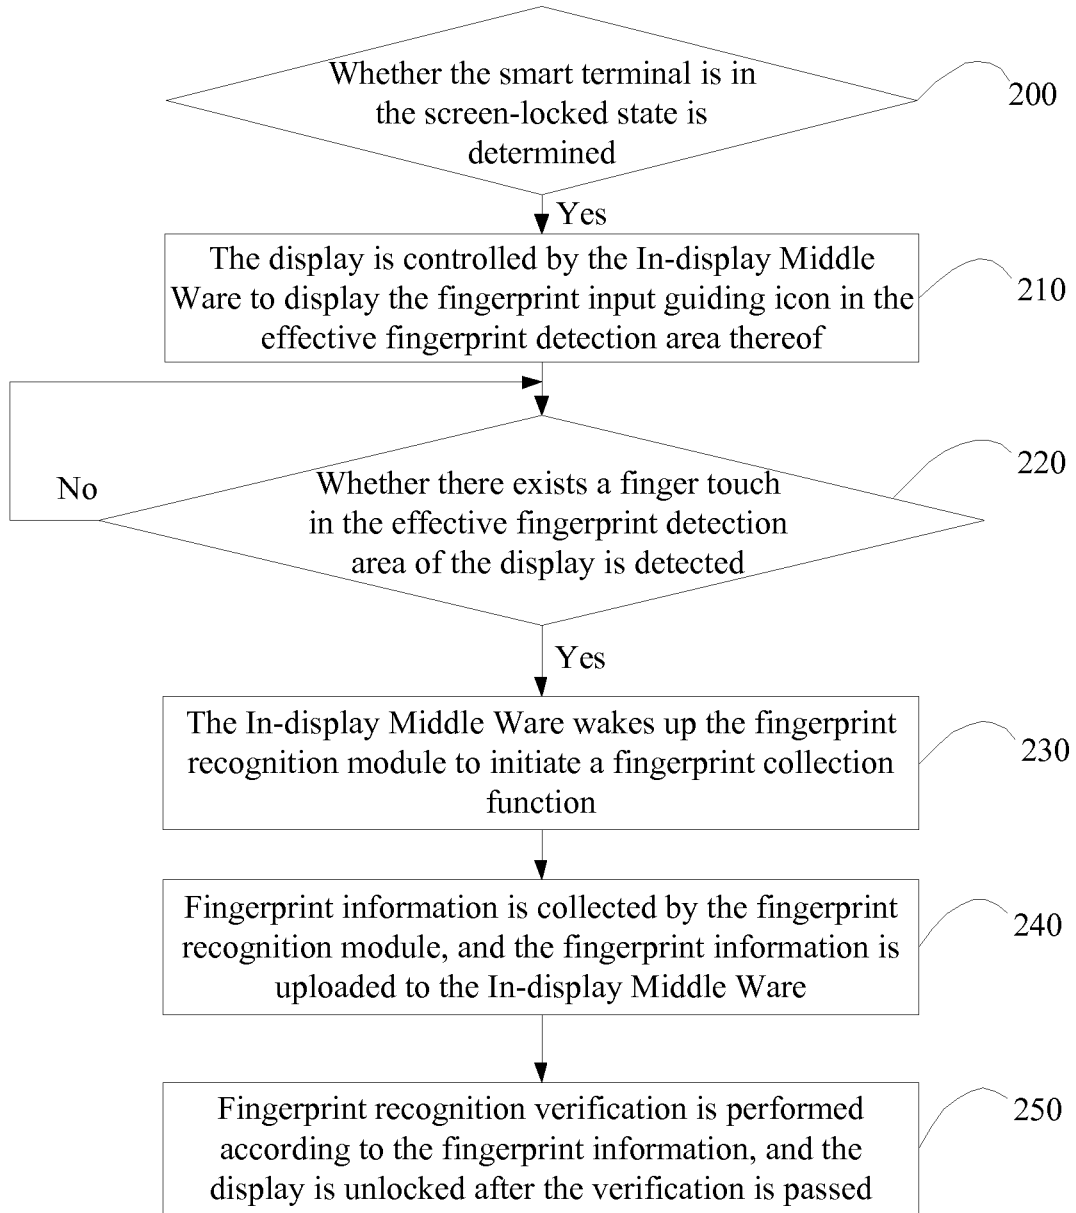 Whether the smart terminal is in
the screen-locked state is
determined
200
Yes
The display is controlled by the In-display Middle
Ware to display the fingerprint input guiding icon in the
effective fingerprint detection area thereof
210
No
Whether there exists a finger touch
in the effective fingerprint detection
area of the display is detected
220
Yes
The In-display Middle Ware wakes up the fingerprint
recognition module to initiate a fingerprint collection
function
230
Fingerprint information is collected by the fingerprint
recognition module, and the fingerprint information is
uploaded to the In-display Middle Ware
240
Fingerprint recognition verification is performed
according to the fingerprint information, and the
display is unlocked after the verification is passed
250